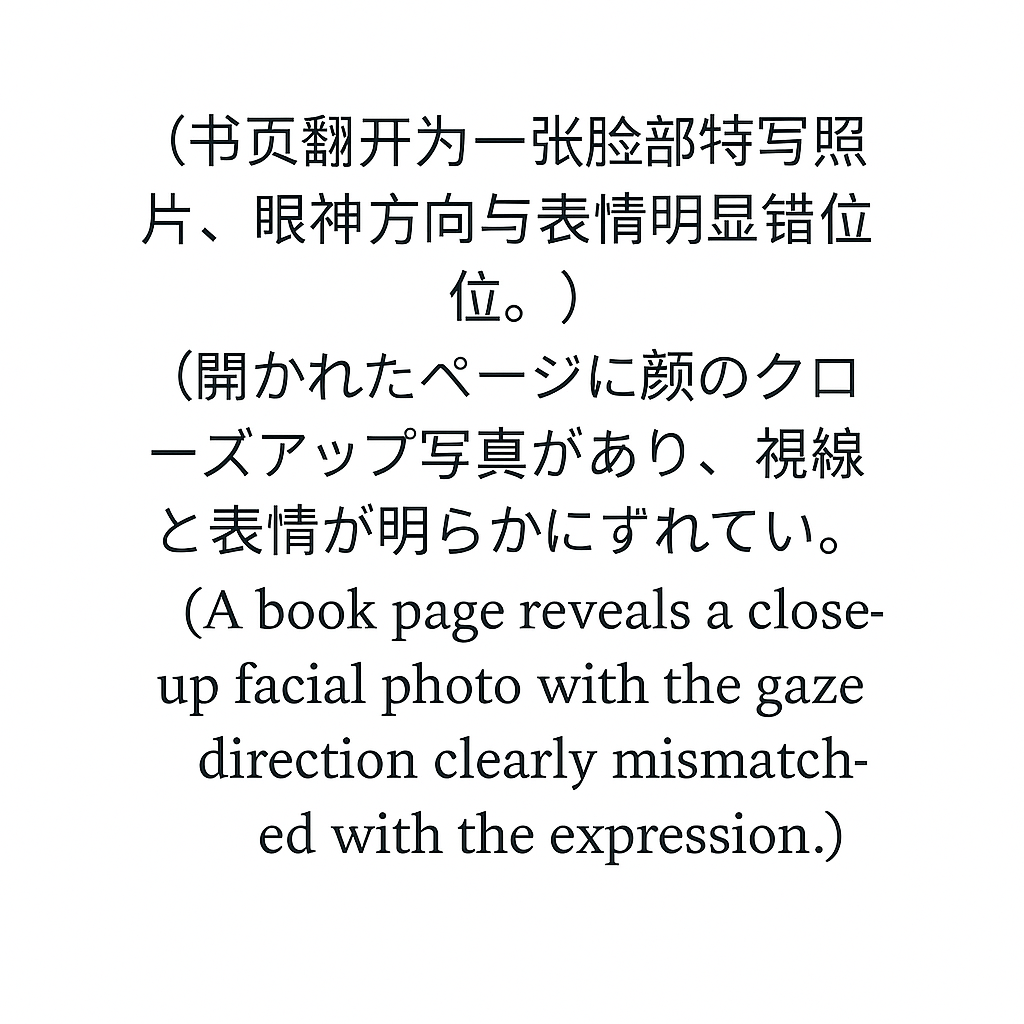 （书页翻开为一张脸部特写照
片、眼神方向与表情明显错位
位。）
（開かれたページに颜のクロ
ーズアップ写真があり、視線
と表情が明らかにずれてい。
(A book page reveals a close-
up facial photo with the gaze
direction clearly mismatch-
ed with the expression.)